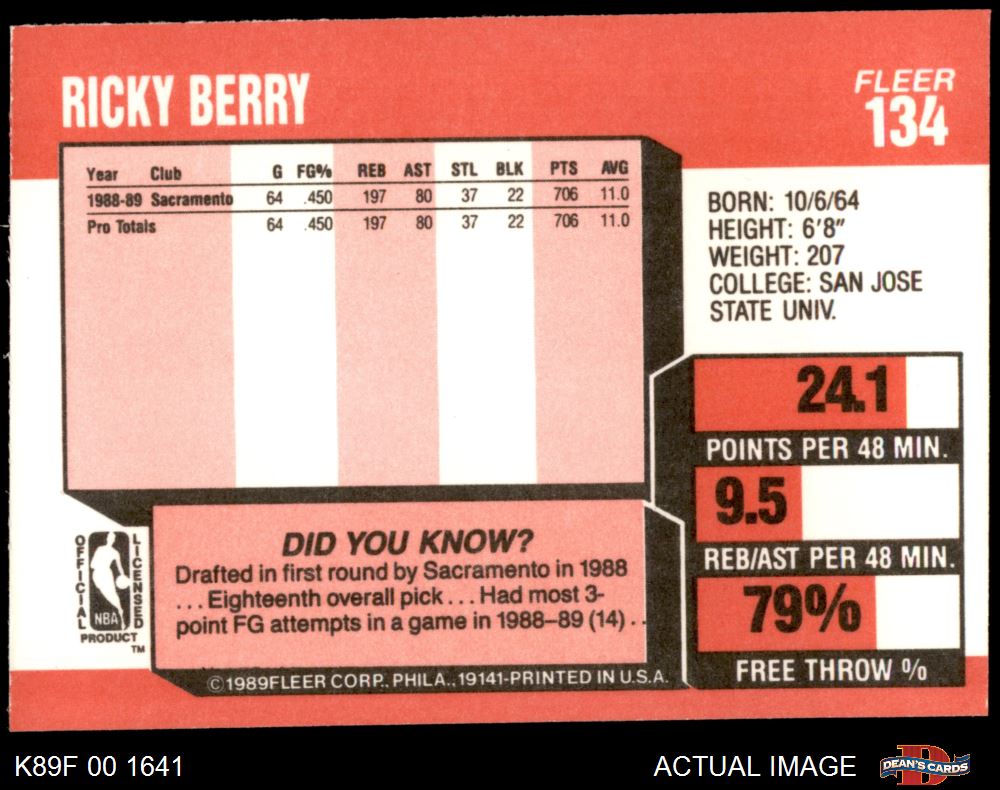 RICKY BERRY
FLEER
134
Year Club G FG% REB AST STL BLK PTS AVG
1988-89 Sacramento 64 .450 197 80 37 22 706 11.0
Pro Totals 64 .450 197 80 37 22 706 11.0
BORN: 10/6/64
HEIGHT: 6'8"
WEIGHT: 207
COLLEGE: SAN JOSE
STATE UNIV.
24.1
POINTS PER 48 MIN.
9.5
REB/AST PER 48 MIN.
79%
FREE THROW %
OFFICIAL
LICENSED
NBA
PRODUCT
TM
DID YOU KNOW?
Drafted in first round by Sacramento in 1988
...Eighteenth overall pick...Had most 3-
point FG attempts in a game in 1988–89 (14)..
©1989FLEER CORP., PHILA., 19141-PRINTED IN U.S.A.
K89F 00 1641
ACTUAL IMAGE
D
DEAN'S CARDS